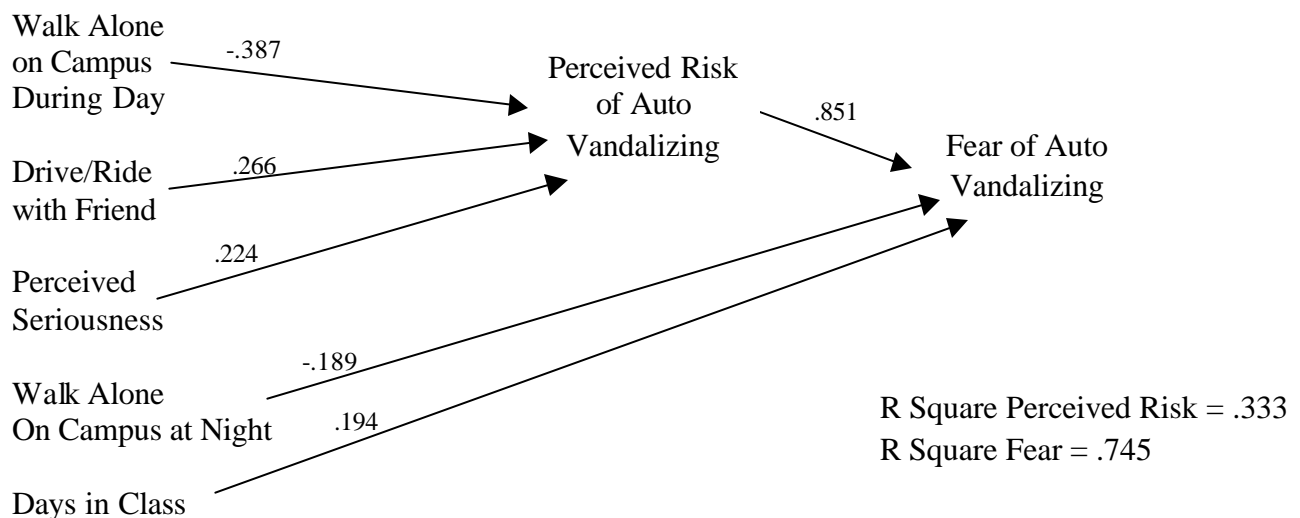 Walk Alone
on Campus
During Day
-.387
Perceived Risk
of Auto
Vandalizing
.851
Fear of Auto
Vandalizing
Drive/Ride
with Friend
.266
Perceived
Seriousness
.224
Walk Alone
On Campus at Night
-.189
Days in Class
.194
R Square Perceived Risk = .333
R Square Fear = .745